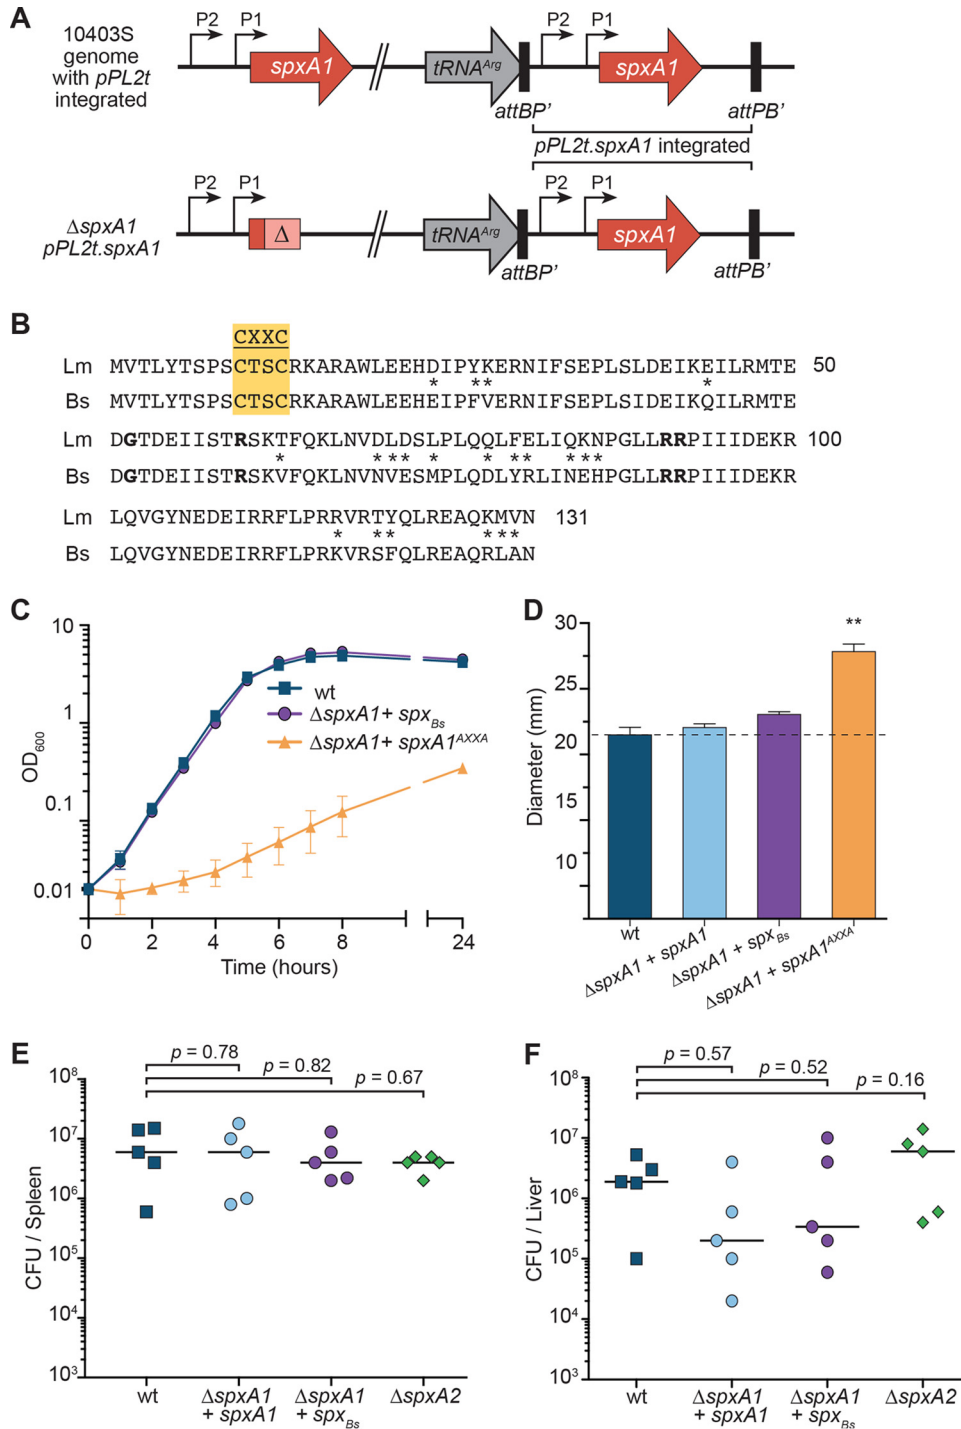 A
10403S
genome
with pPL2t
integrated
P2 P1 spxA1 tRNA^Arg P2 P1 spxA1
attBP’ attPB’
pPL2t.spxA1 integrated
ΔspxA1
pPL2t.spxA1
P2 P1 Δ tRNA^Arg P2 P1 spxA1
attBP’ attPB’
B
CXXC
Lm MVTLYTSPSCTSCRKARAWLEEHDIPYKERNIFSEPLSLDEIKEILRMTE 50
* ** *
Bs MVTLYTSPSCTSCRKARAWLEEHEIPFVERNIFSEPLSIDEIKQILRMTE
Lm DGTDEIISTRSKTFQKLNVDLDSLPLQQLFELIQKNPGLLRRPIIIDEKR 100
* *** * * ** ***
Bs DGTDEIISTRSKVFQKLNVNVESMPLQDLYRLINEHPGLLRRPIIIDEKR
Lm LQVGYNEDEIRRFLPRRVRTYQLREAQKMVN 131
* ** ***
Bs LQVGYNEDEIRRFLPRKVRSFQLREAQRLAN
C
OD600
10
1
0.1
0.01
0 2 4 6 8 24
Time (hours)
wt
ΔspxA1+ spxBs
ΔspxA1+ spxA1^AXXA
D
Diameter (mm)
30
25
20
15
10
**
wt
ΔspxA1 + spxA1
ΔspxA1 + spxBs
ΔspxA1 + spxA1^AXXA
E
p = 0.78
p = 0.82
p = 0.67
CFU / Spleen
10^8
10^7
10^6
10^5
10^4
10^3
wt ΔspxA1 ΔspxA1 ΔspxA2
+ spxA1 + spxBs
F
p = 0.57
p = 0.52
p = 0.16
CFU / Liver
10^8
10^7
10^6
10^5
10^4
10^3
wt ΔspxA1 ΔspxA1 ΔspxA2
+ spxA1 + spxBs